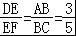 DE/EF = AB/BC = 3/5